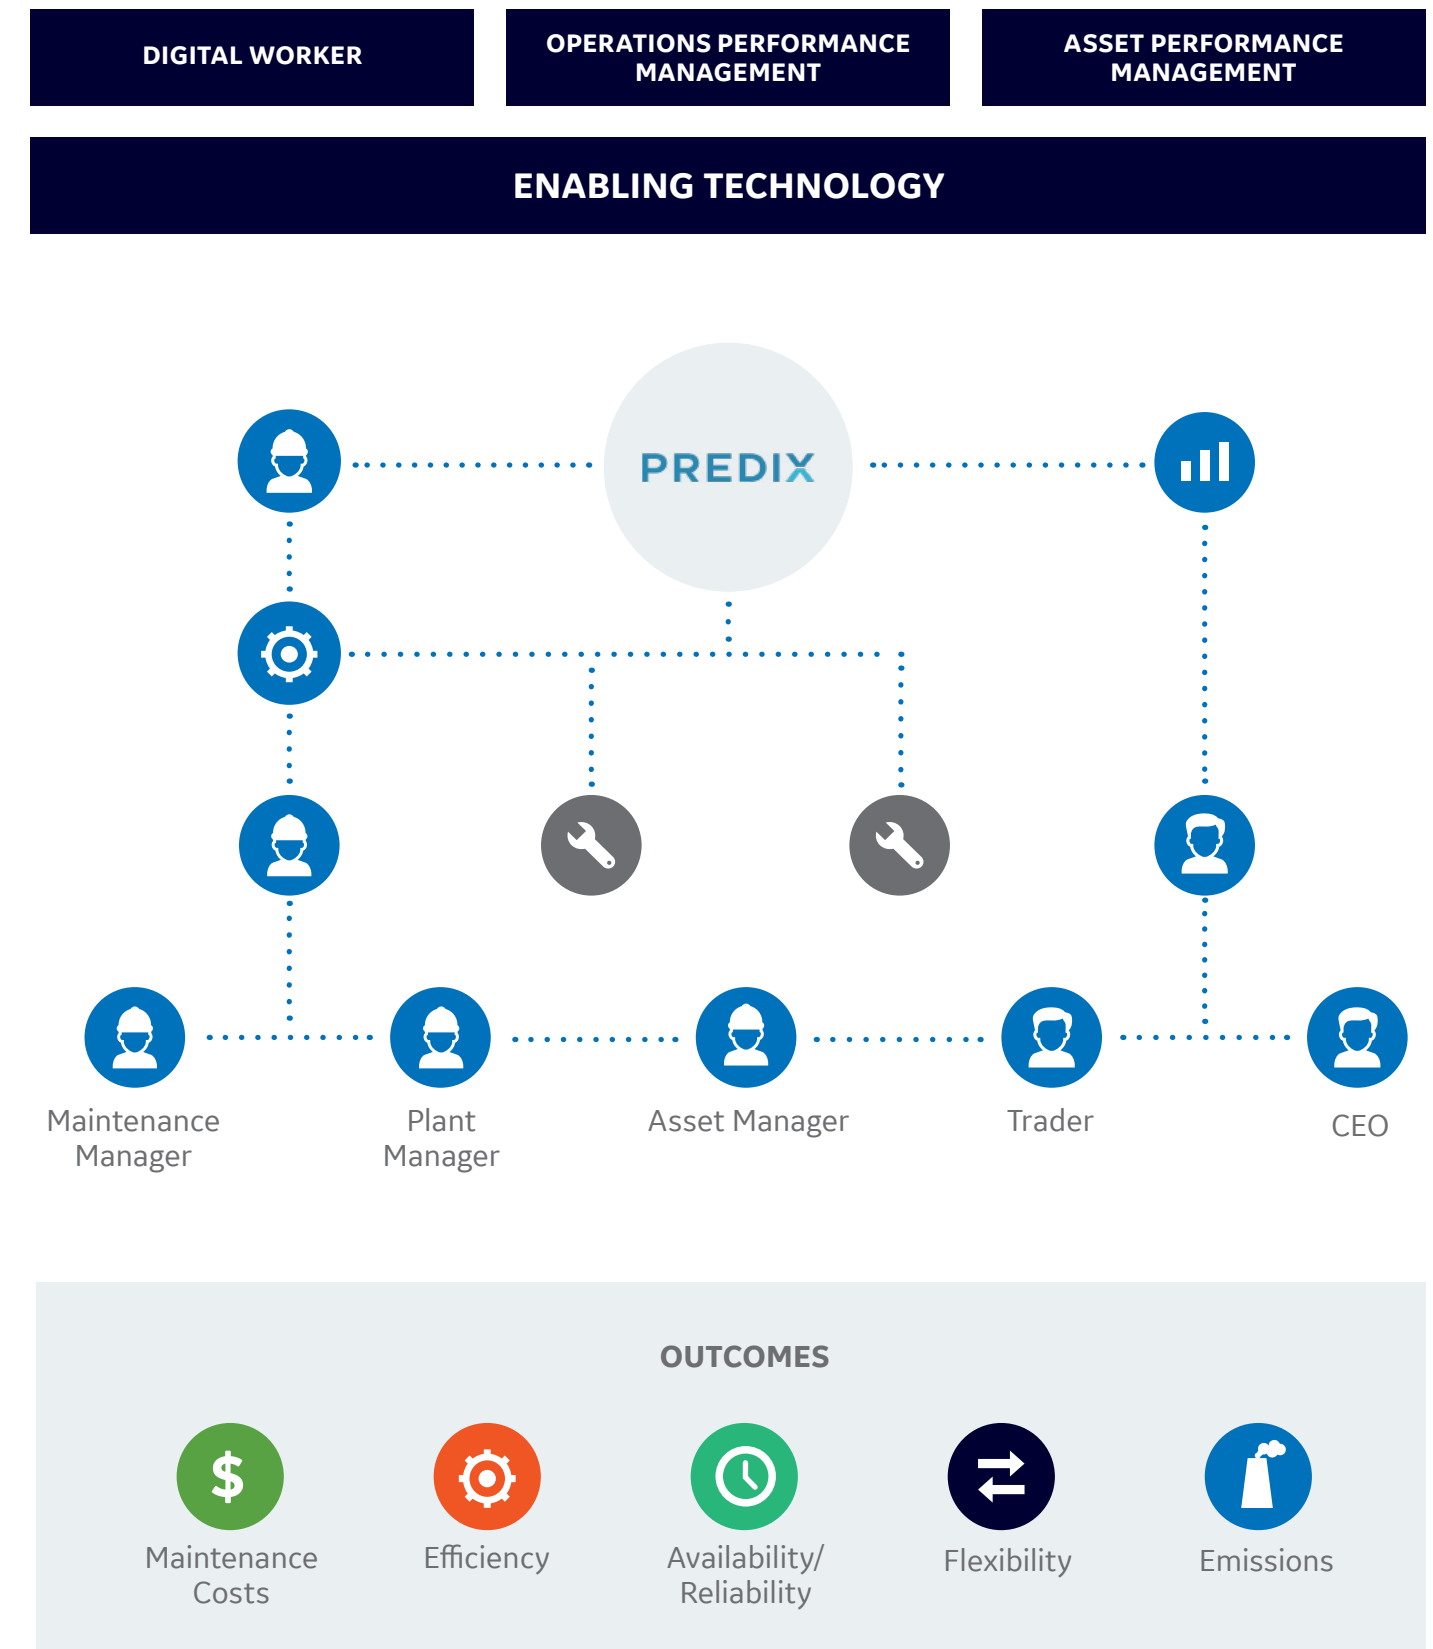 DIGITAL WORKER
OPERATIONS PERFORMANCE
MANAGEMENT
ASSET PERFORMANCE
MANAGEMENT
ENABLING TECHNOLOGY
PREDIX
Maintenance
Manager
Plant
Manager
Asset Manager
Trader
CEO
OUTCOMES
$
Maintenance
Costs
Efficiency
Availability/
Reliability
Flexibility
Emissions